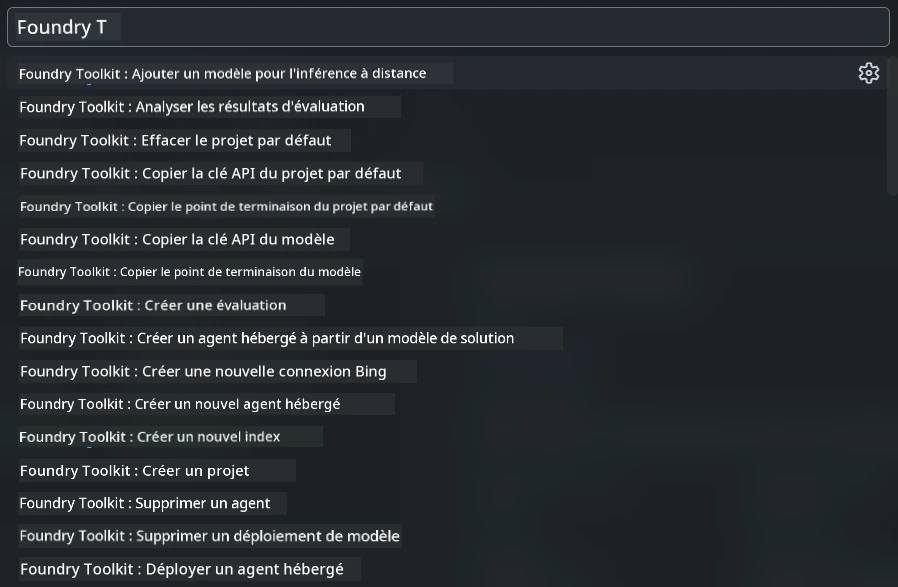 Foundry T
Foundry Toolkit : Ajouter un modèle pour l'inférence à distance
Foundry Toolkit : Analyser les résultats d'évaluation
Foundry Toolkit : Effacer le projet par défaut
Foundry Toolkit : Copier la clé API du projet par défaut
Foundry Toolkit : Copier le point de terminaison du projet par défaut
Foundry Toolkit : Copier la clé API du modèle
Foundry Toolkit : Copier le point de terminaison du modèle
Foundry Toolkit : Créer une évaluation
Foundry Toolkit : Créer un agent hébergé à partir d'un modèle de solution
Foundry Toolkit : Créer une nouvelle connexion Bing
Foundry Toolkit : Créer un nouvel agent hébergé
Foundry Toolkit : Créer un nouvel index
Foundry Toolkit : Créer un projet
Foundry Toolkit : Supprimer un agent
Foundry Toolkit : Supprimer un déploiement de modèle
Foundry Toolkit : Déployer un agent hébergé